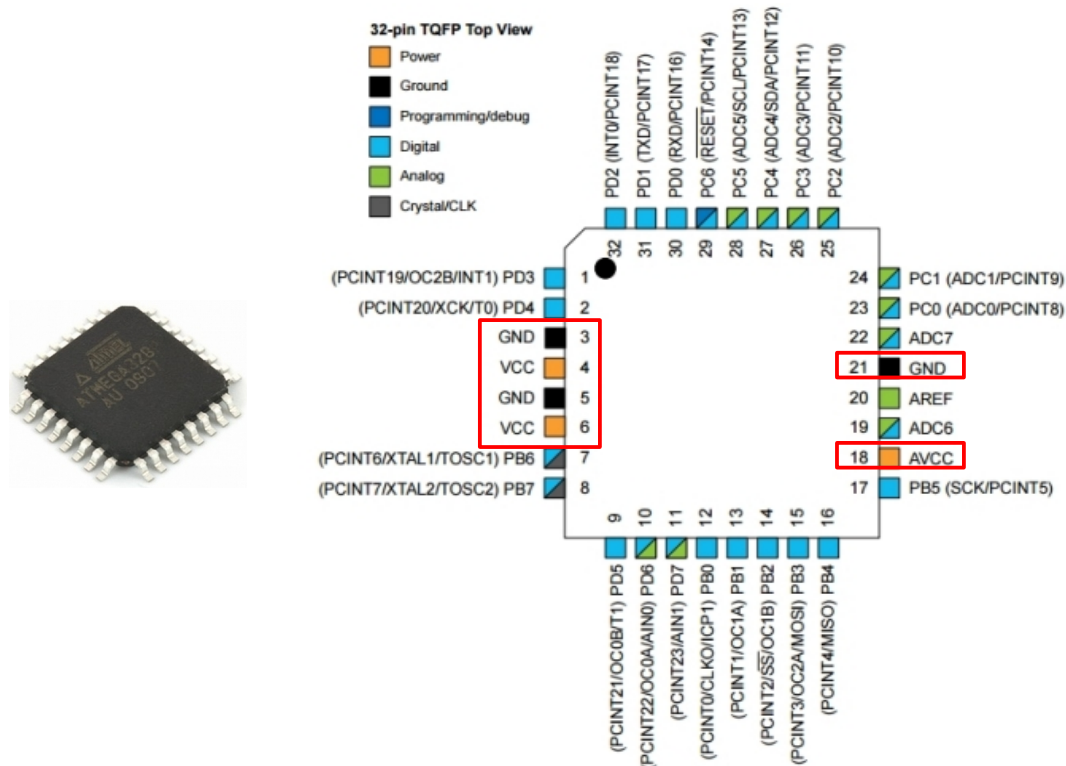 32-pin TQFP Top View
Power
Ground
Programming/debug
Digital
Analog
Crystal/CLK
PD2 (INT0/PCINT18)
PD1 (TXD/PCINT17)
PD0 (RXD/PCINT16)
PC6 (RESET/PCINT14)
PC5 (ADC5/SCL/PCINT13)
PC4 (ADC4/SDA/PCINT12)
PC3 (ADC3/PCINT11)
PC2 (ADC2/PCINT10)
32 31 30 29 28 27 26 25
(PCINT19/OC2B/INT1) PD3 1
(PCINT20/XCK/T0) PD4 2
GND 3
VCC 4
GND 5
VCC 6
(PCINT6/XTAL1/TOSC1) PB6 7
(PCINT7/XTAL2/TOSC2) PB7 8
24 PC1 (ADC1/PCINT9)
23 PC0 (ADC0/PCINT8)
22 ADC7
21 GND
20 AREF
19 ADC6
18 AVCC
17 PB5 (SCK/PCINT5)
9 10 11 12 13 14 15 16
(PCINT21/OC0B/T1) PD5
(PCINT22/OC0A/AIN0) PD6
(PCINT23/AIN1) PD7
(PCINT0/CLKO/ICP1) PB0
(PCINT1/OC1A) PB1
(PCINT2/SS/OC1B) PB2
(PCINT3/OC2A/MOSI) PB3
(PCINT4/MISO) PB4
ATMEL
ATMEGA328
AU 0907